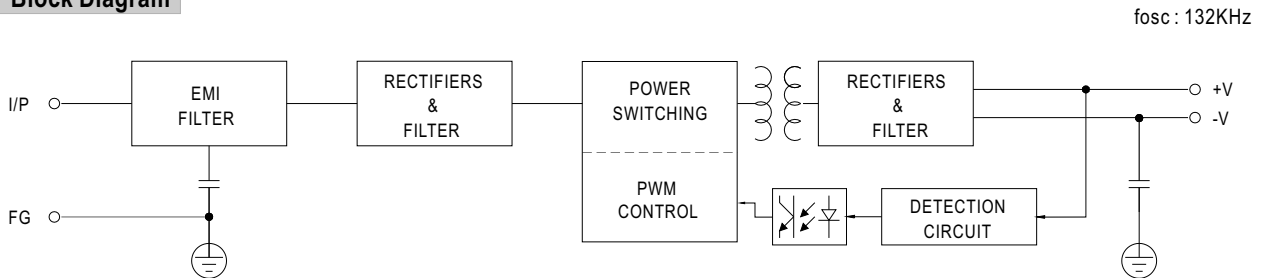 Block Diagram
fosc : 132KHz
I/P
EMI
FILTER
RECTIFIERS
&
FILTER
POWER
SWITCHING
PWM
CONTROL
RECTIFIERS
&
FILTER
+V
-V
DETECTION
CIRCUIT
FG